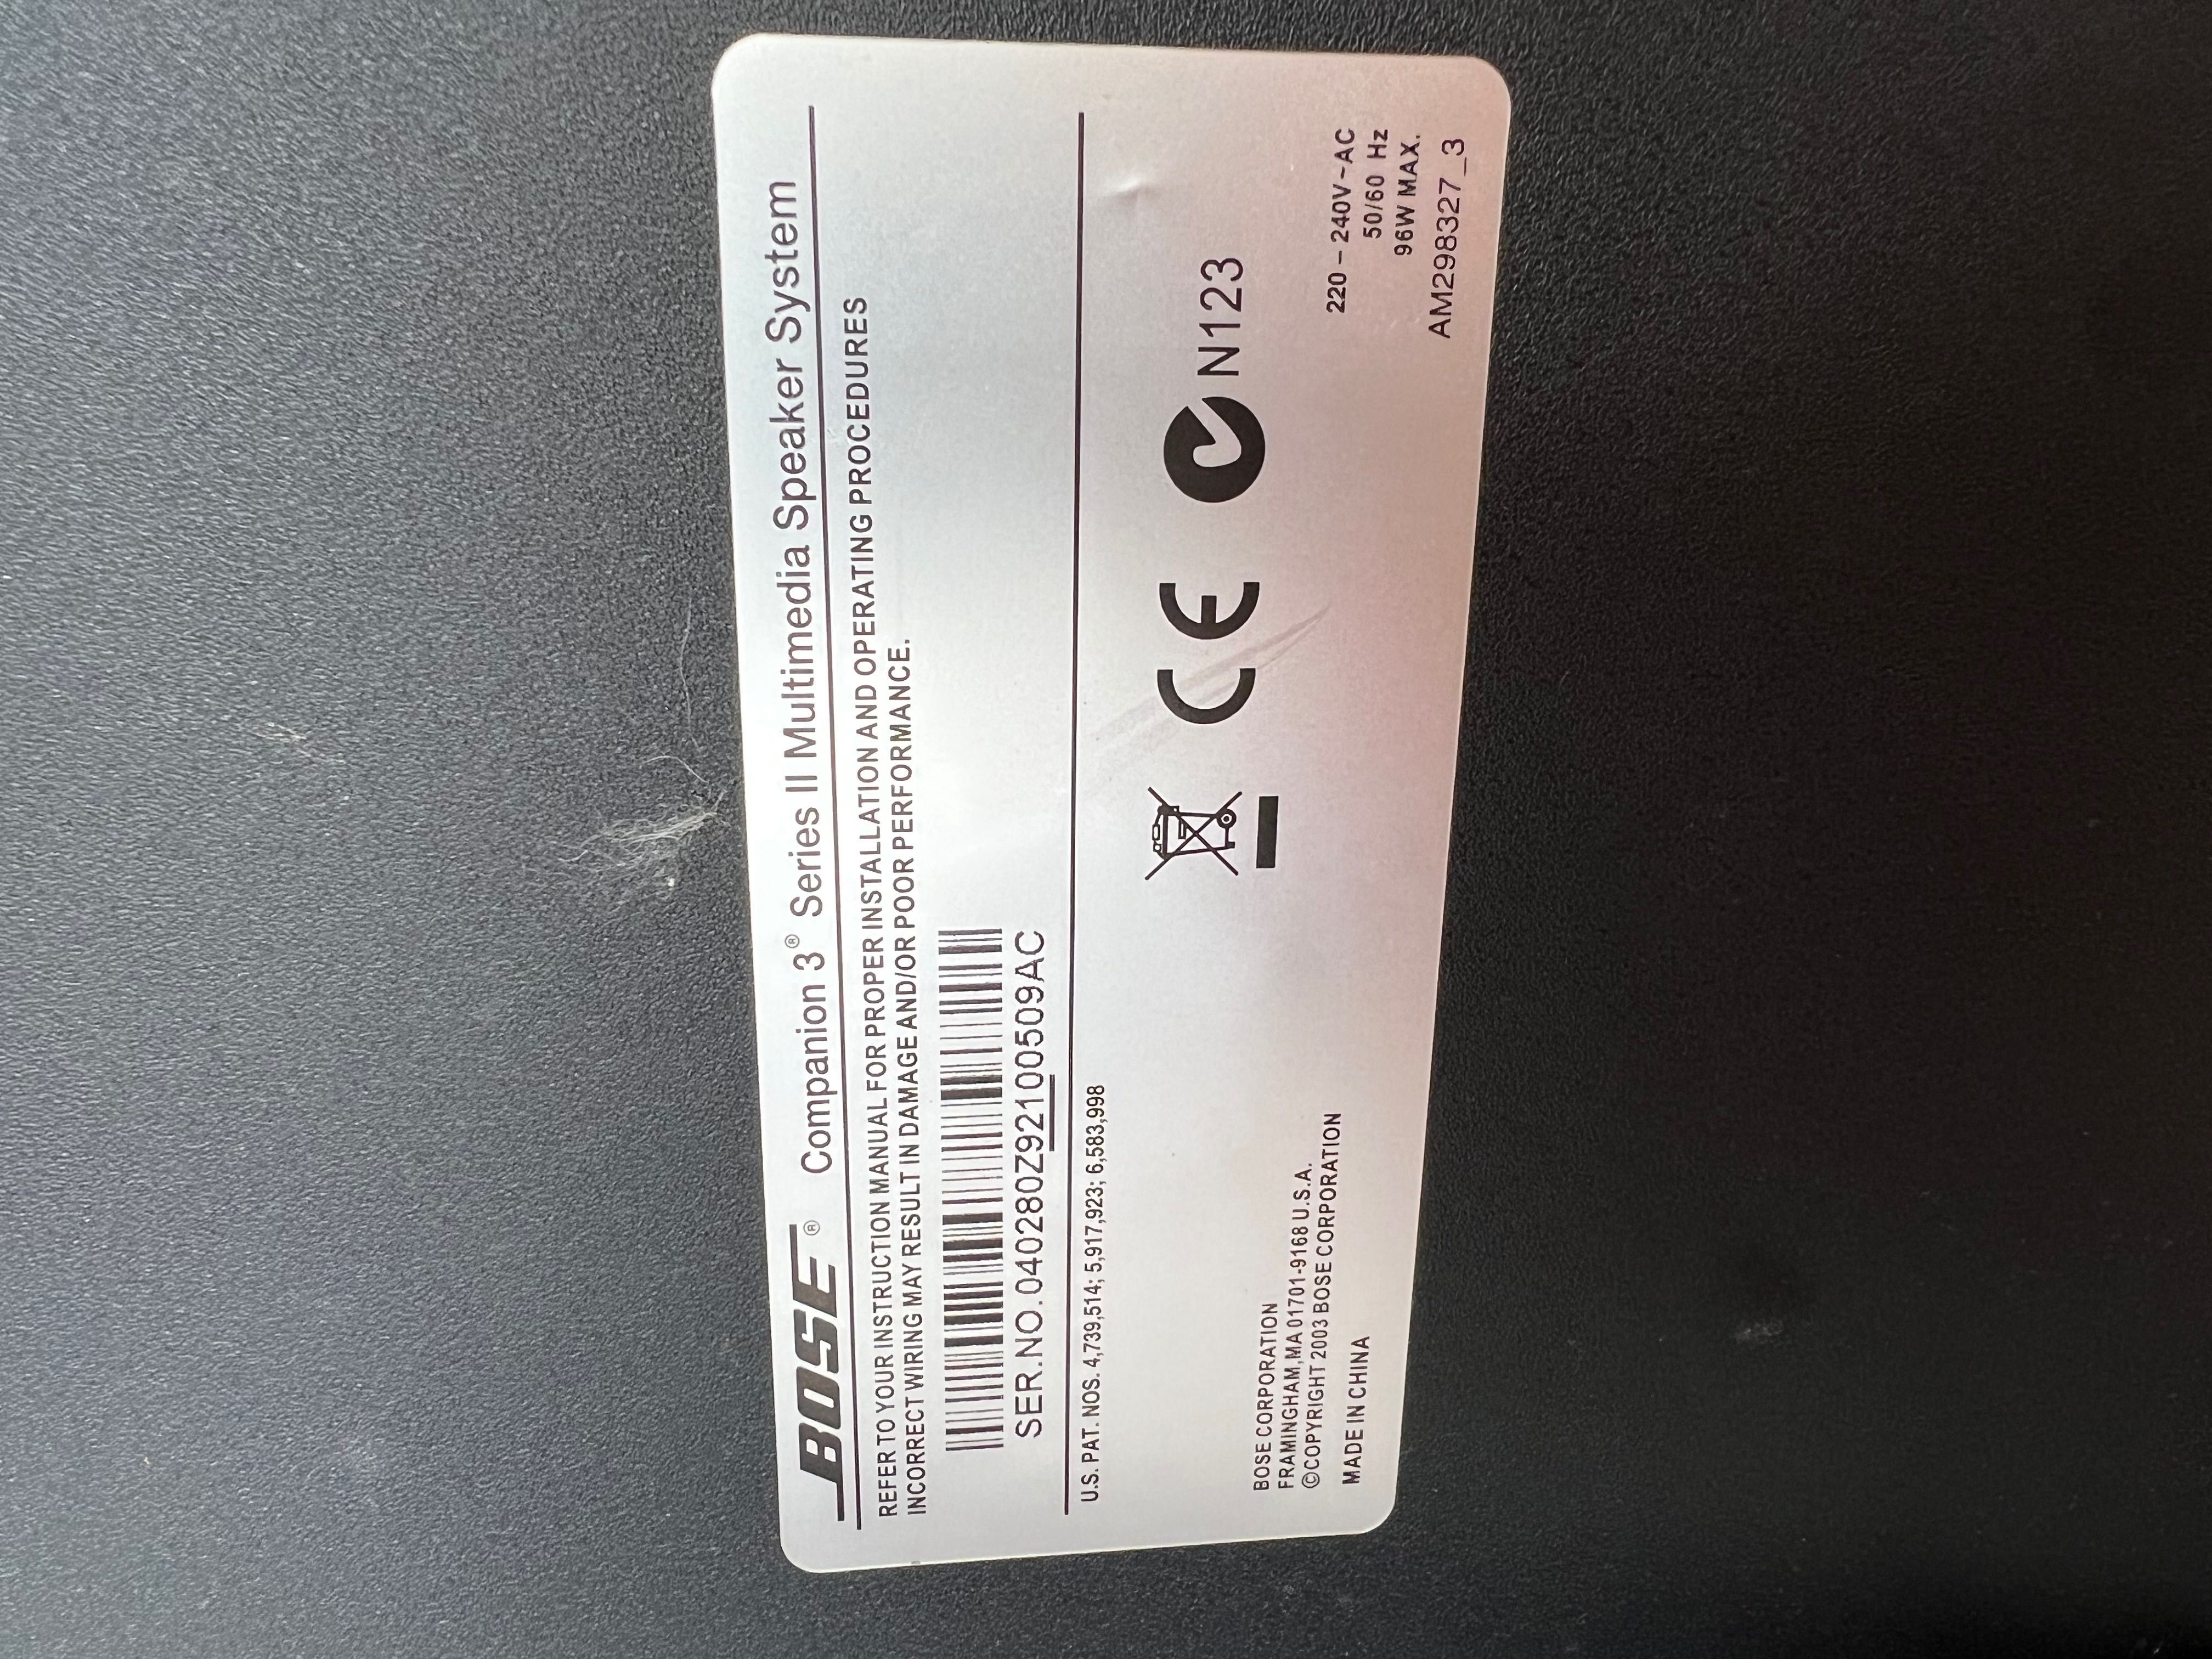 BOSE® Companion 3® Series II Multimedia Speaker System
REFER TO YOUR INSTRUCTION MANUAL FOR PROPER INSTALLATION AND OPERATING PROCEDURES
INCORRECT WIRING MAY RESULT IN DAMAGE AND/OR POOR PERFORMANCE.
SER.NO.040280Z92100509AC
U.S. PAT. NOS. 4,739,514; 5,917,923; 6,583,998
CE
N123
BOSE CORPORATION
FRAMINGHAM,MA 01701-9168 U.S.A.
©COPYRIGHT 2003 BOSE CORPORATION
MADE IN CHINA
220 – 240V~AC
50/60 Hz
96W MAX.
AM298327_3